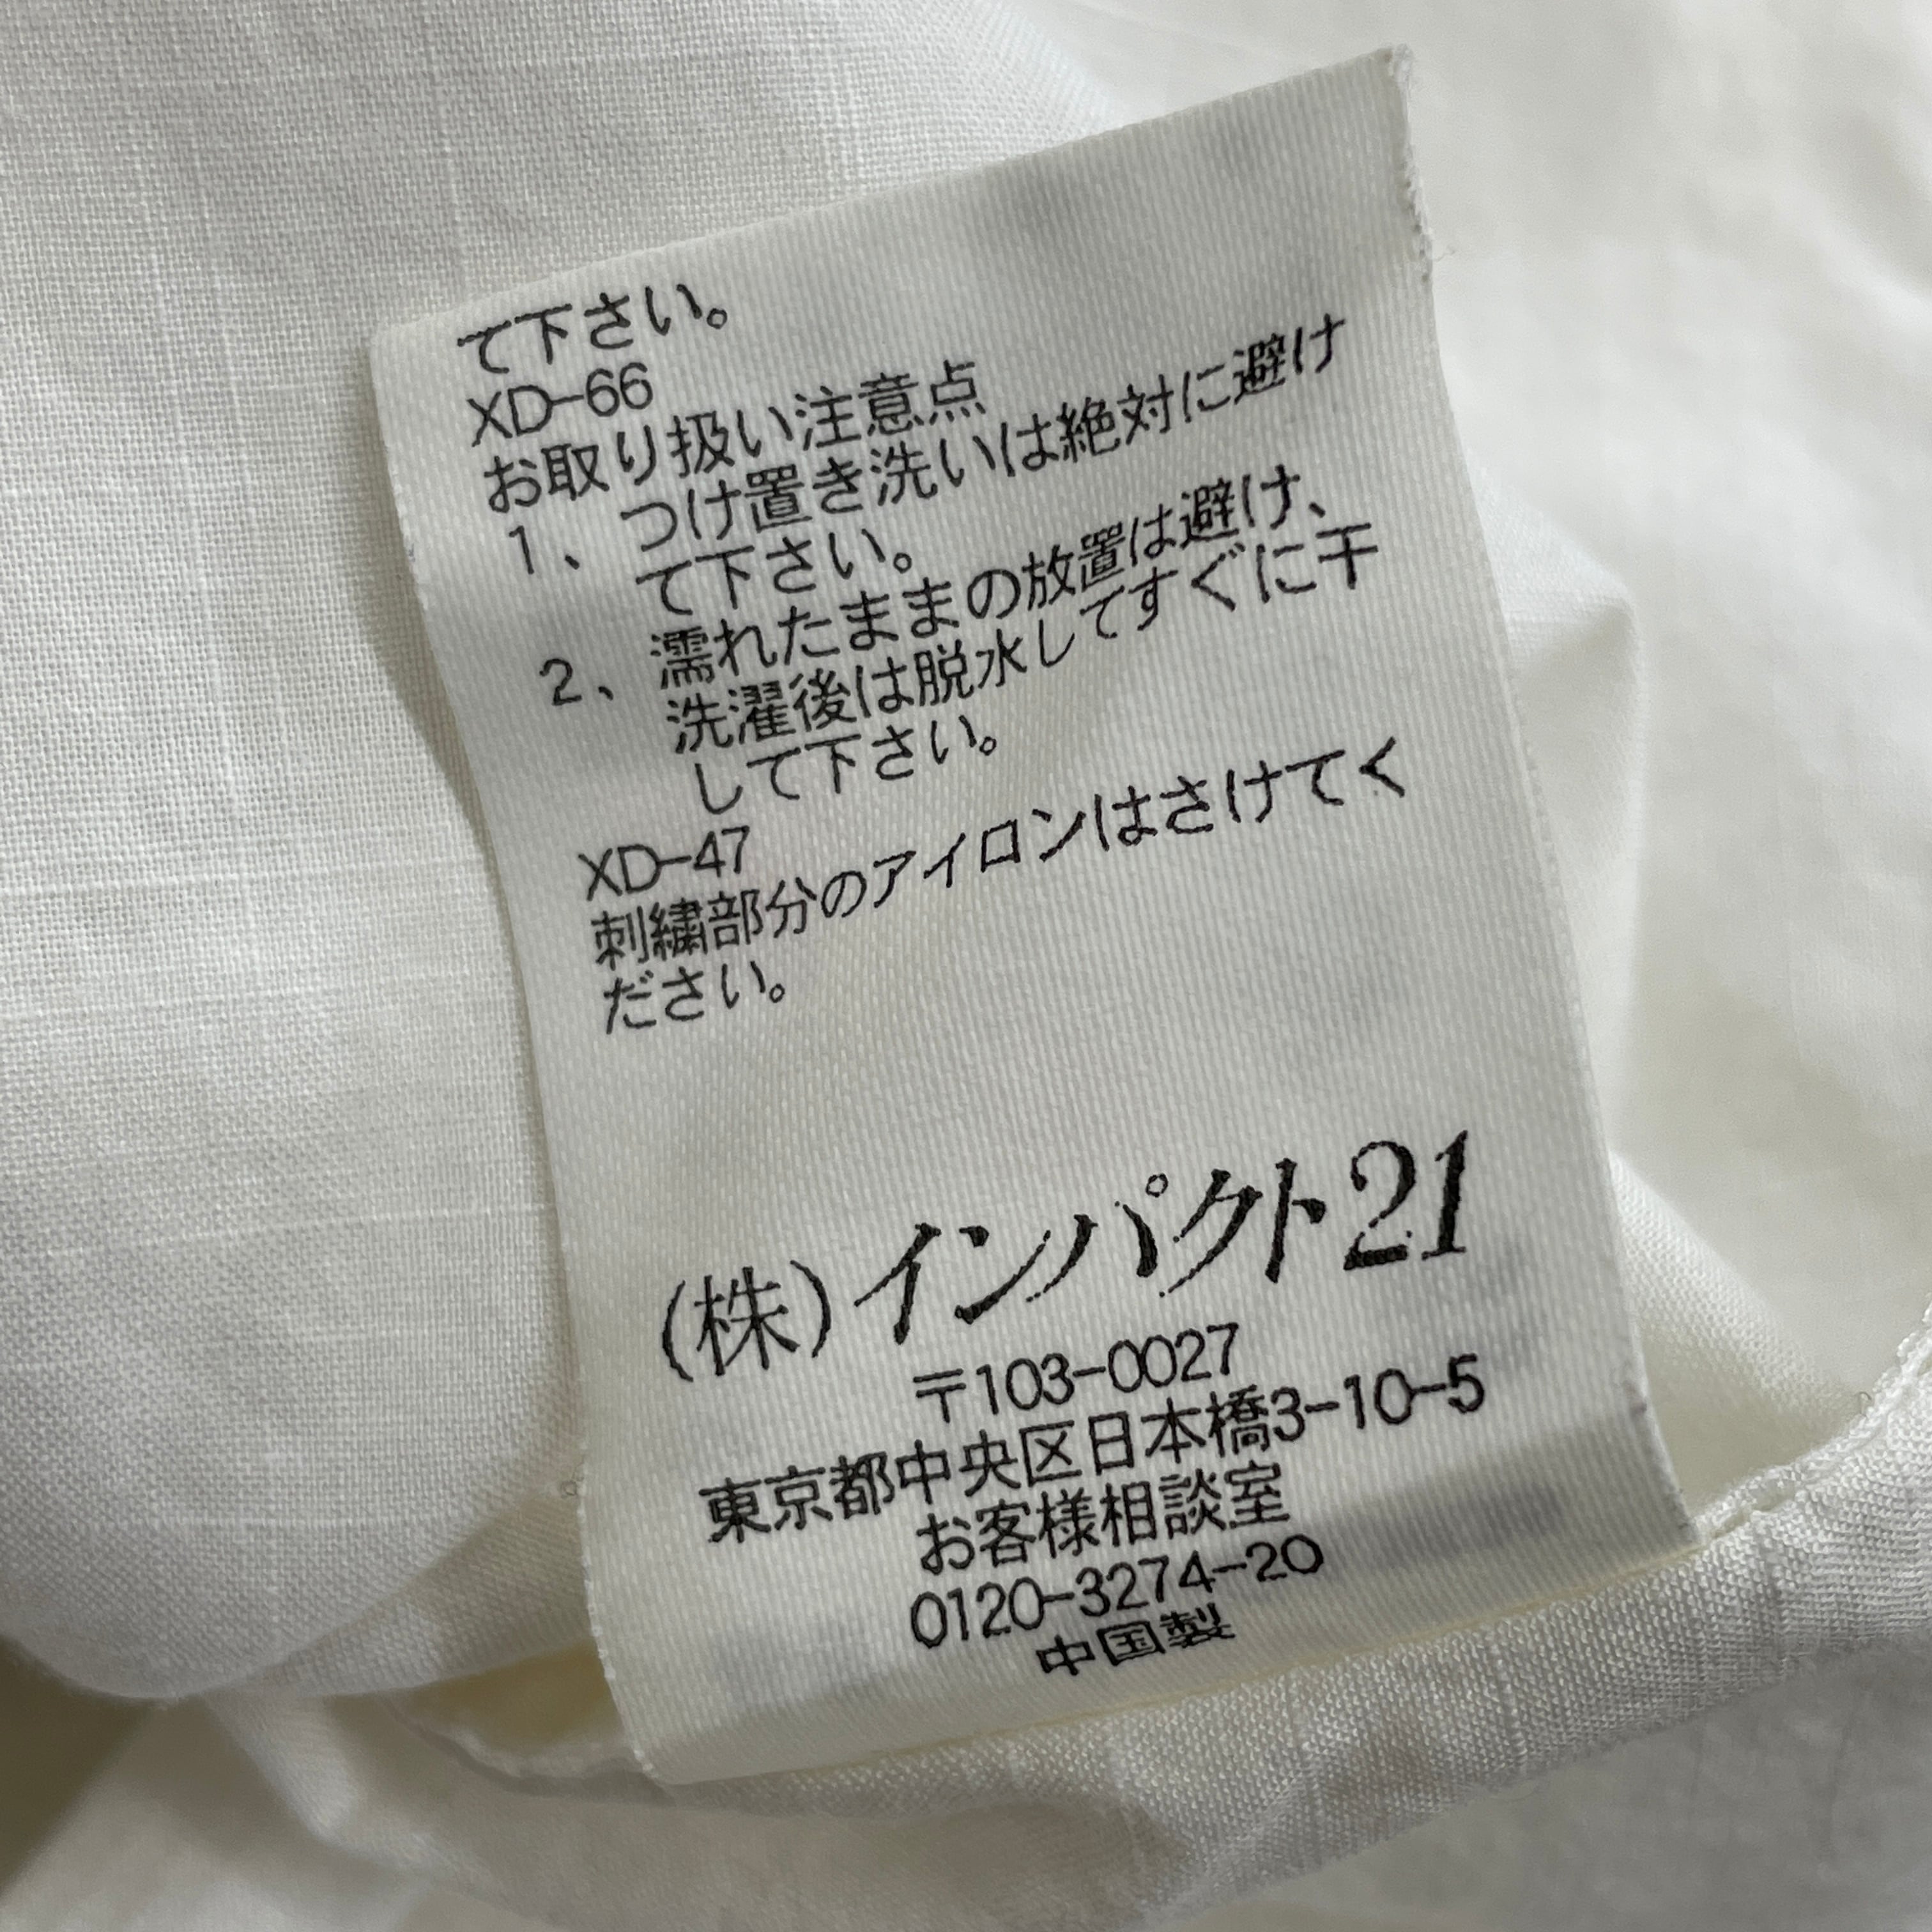 て下さい。
XD-66
お取り扱い注意点
1、つけ置き洗いは絶対に避け
て下さい。
2、濡れたままの放置は避け、
洗濯後は脱水してすぐに干
して下さい。
XD-47
刺繍部分のアイロンはさけてく
ださい。
(株)インパクト21
〒103-0027
東京都中央区日本橋3-10-5
お客様相談室
0120-3274-20
中国製